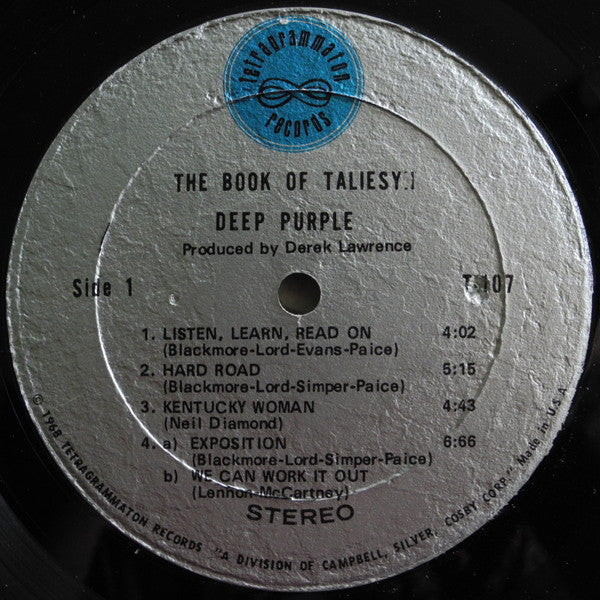 tetragrammaton
records
THE BOOK OF TALIESYN
DEEP PURPLE
Produced by Derek Lawrence
Side 1
T-107
1. LISTEN, LEARN, READ ON 4:02
(Blackmore-Lord-Evans-Paice)
2. HARD ROAD 5:15
(Blackmore-Lord-Simper-Paice)
3. KENTUCKY WOMAN 4:43
(Neil Diamond)
4. a) EXPOSITION 6:66
(Blackmore-Lord-Simper-Paice)
b) WE CAN WORK IT OUT
(Lennon-McCartney)
STEREO
© 1968 TETRAGRAMMATON RECORDS "A DIVISION OF CAMPBELL, SILVER, COSBY CORP." Made in U.S.A.